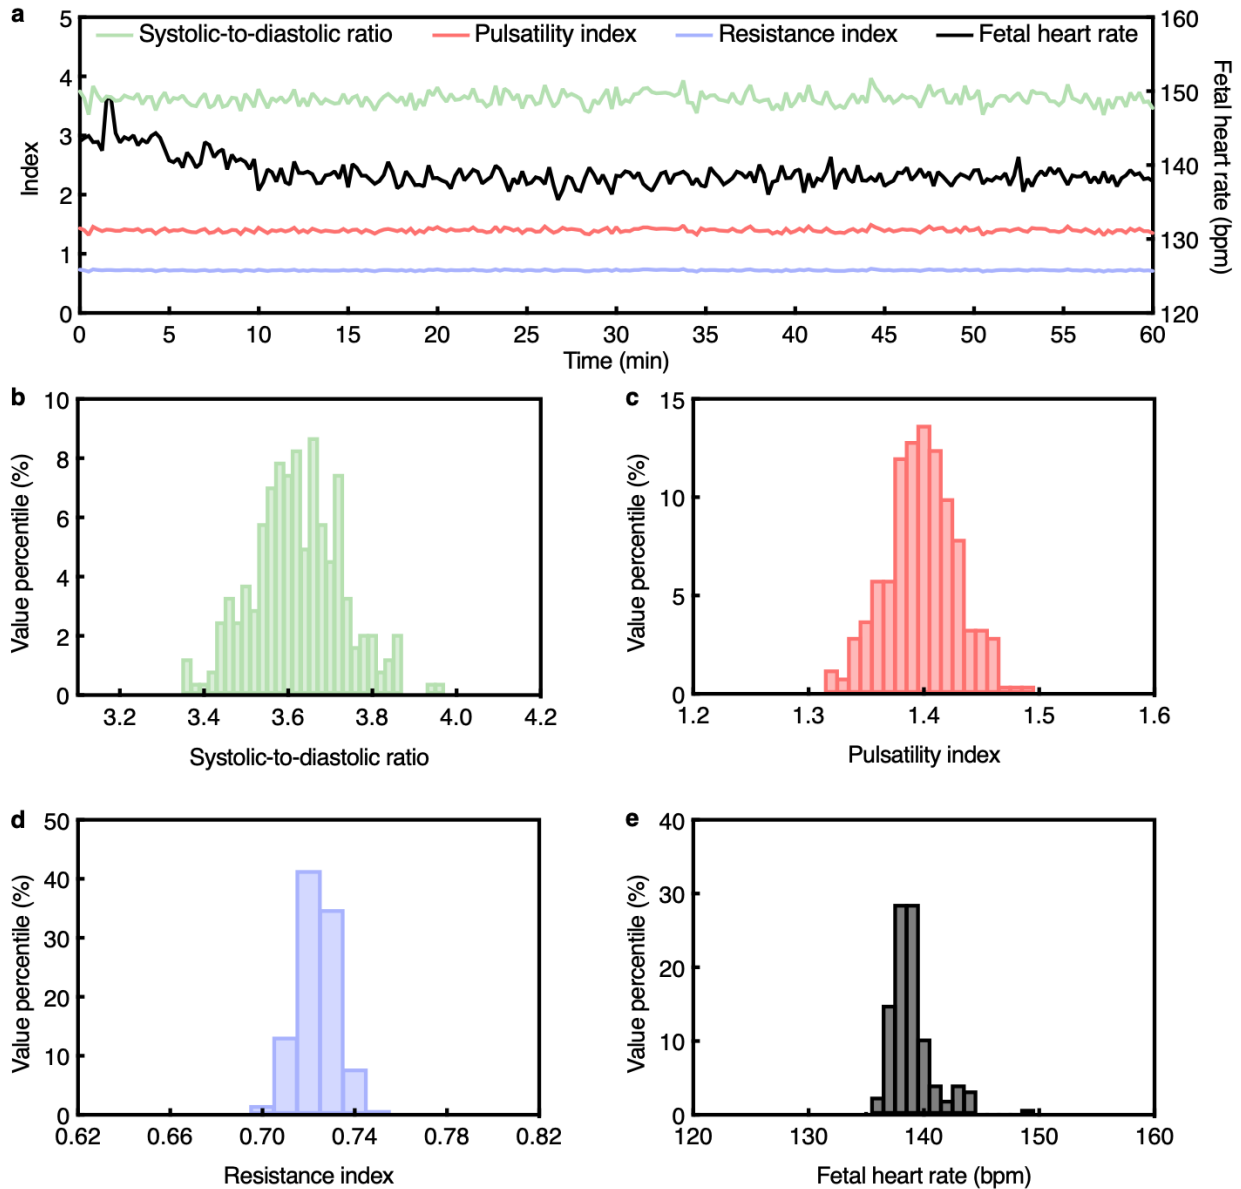 a
Systolic-to-diastolic ratio Pulsatility index Resistance index Fetal heart rate
5 4 3 2 1 0
Index
160 150 140 130 120
Fetal heart rate (bpm)
0 5 10 15 20 25 30 35 40 45 50 55 60
Time (min)
b
10 8 6 4 2 0
Value percentile (%)
3.2 3.4 3.6 3.8 4.0 4.2
Systolic-to-diastolic ratio
c
15 10 5 0
Value percentile (%)
1.2 1.3 1.4 1.5 1.6
Pulsatility index
d
50 40 30 20 10 0
Value percentile (%)
0.62 0.66 0.70 0.74 0.78 0.82
Resistance index
e
40 30 20 10 0
Value percentile (%)
120 130 140 150 160
Fetal heart rate (bpm)